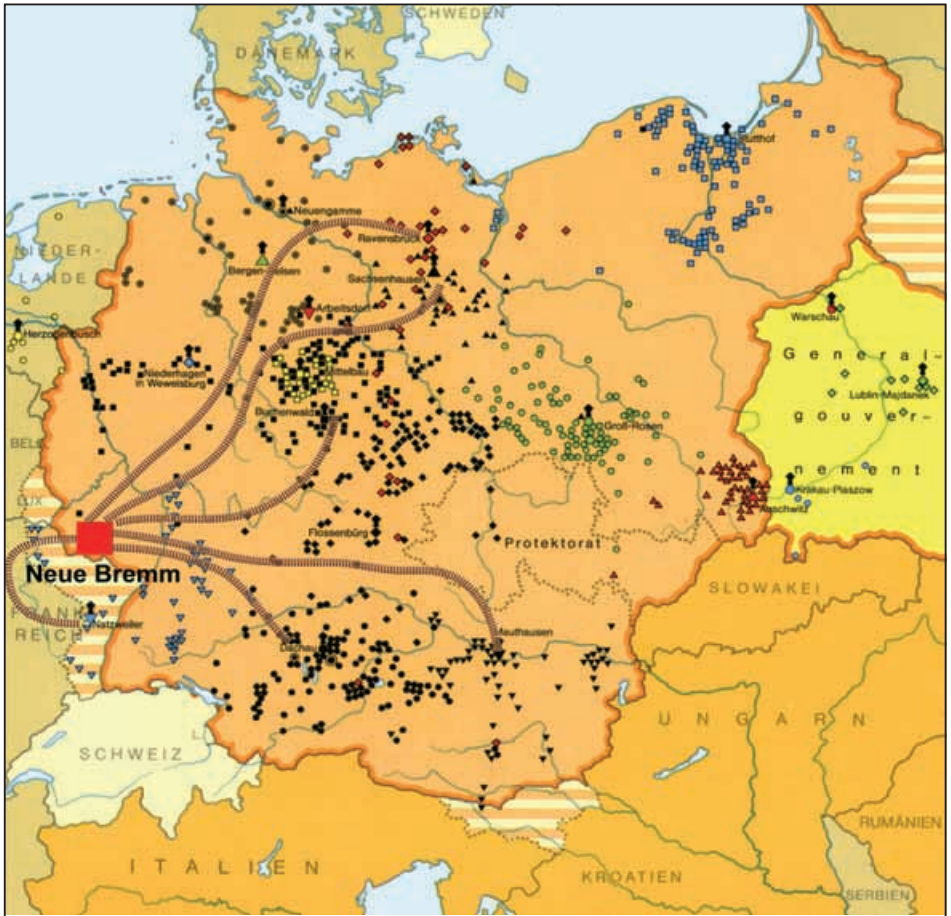 SCHWEDEN
DÄNEMARK
Stutthof
Neuengamme
Ravensbrück
NIEDER-
LANDE
Bergen-Belsen
Sachsenhausen
Arbeitsdorf
Warschau
Herzogenbusch
General-
Niederhagen
in Wewelsburg
Mittelbau
Lublin-Majdanek
Buchenwald
gouver-
Groß-Rosen
BELG
nement
LUX
Krakau-Plaszow
Auschwitz
Flossenbürg
Protektorat
Neue Bremm
SLOWAKEI
FRANK-
REICH
Natzweiler
Mauthausen
Dachau
UNGARN
L
SCHWEIZ
RUMÄNIEN
ITALIEN
KROATIEN
SERBIEN